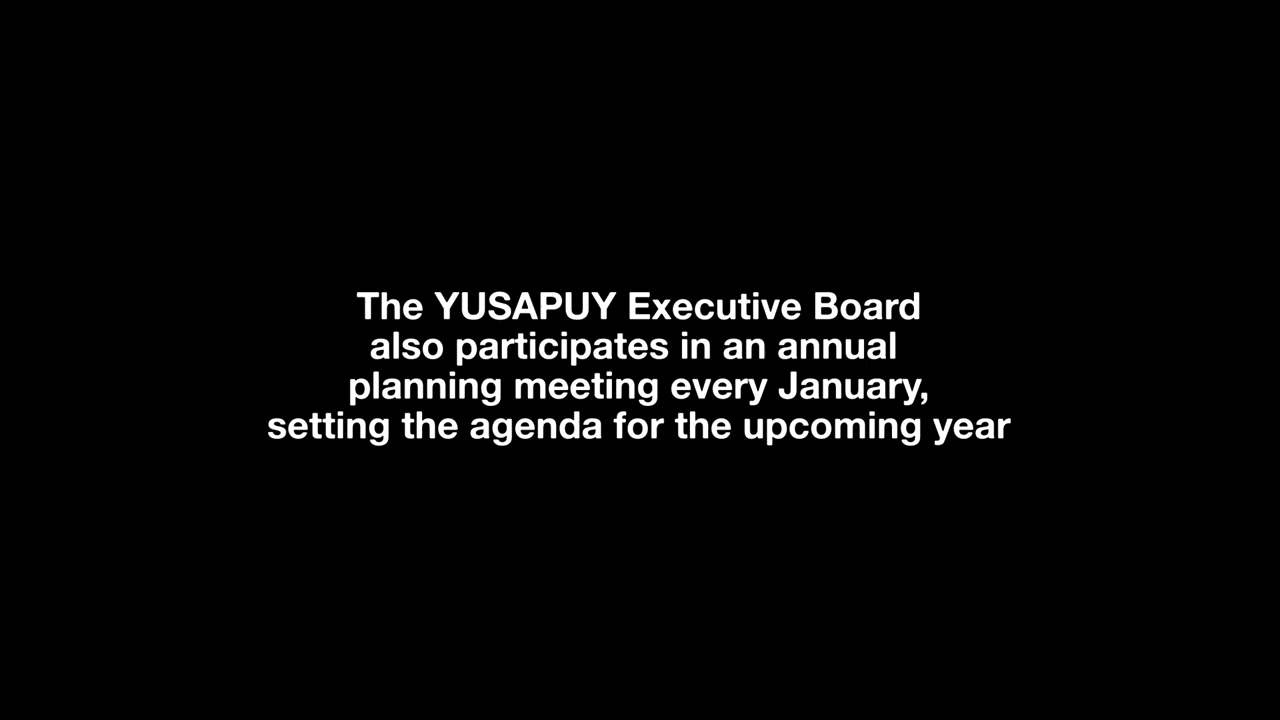 The YUSAPUY Executive Board
also participates in an annual
planning meeting every January,
setting the agenda for the upcoming year